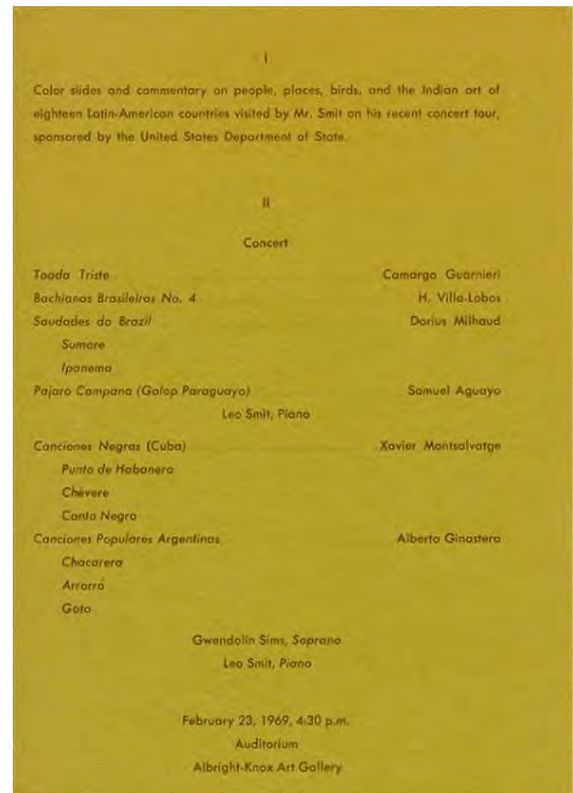 I
Color slides and commentary on people, places, birds, and the Indian art of
eighteen Latin-American countries visited by Mr. Smit on his recent concert tour,
sponsored by the United States Department of State.
II
Concert
Toada Triste Camargo Guarnieri
Bachianas Brasileiras No. 4 H. Villa-Lobos
Saudades do Brazil Darius Milhaud
Sumare
Ipanema
Pajaro Campana (Galop Paraguayo) Samuel Aguayo
Leo Smit, Piano
Canciones Negras (Cuba) Xavier Montsalvatge
Punto de Habanera
Chévere
Canto Negro
Canciones Populares Argentinas Alberto Ginastera
Chacarera
Arrorró
Gato
Gwendolin Sims, Soprano
Leo Smit, Piano
February 23, 1969, 4:30 p.m.
Auditorium
Albright-Knox Art Gallery